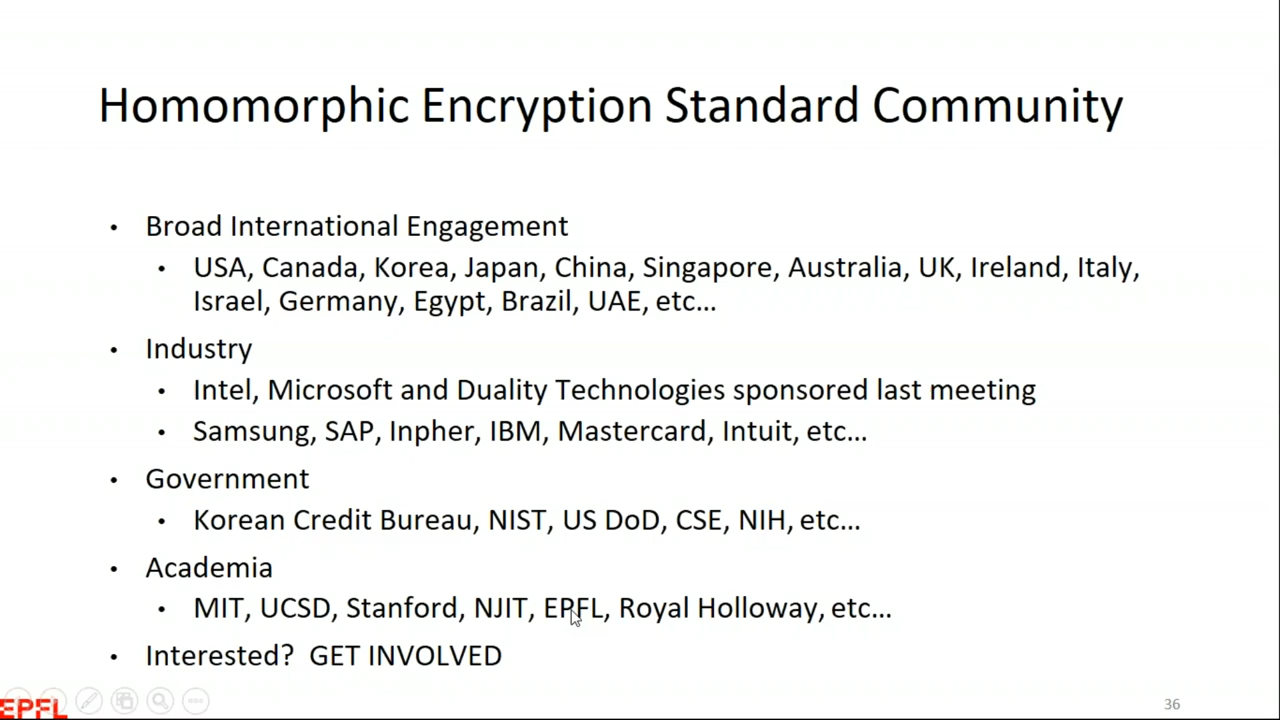 Homomorphic Encryption Standard Community
• Broad International Engagement
• USA, Canada, Korea, Japan, China, Singapore, Australia, UK, Ireland, Italy,
Israel, Germany, Egypt, Brazil, UAE, etc...
• Industry
• Intel, Microsoft and Duality Technologies sponsored last meeting
• Samsung, SAP, Inpher, IBM, Mastercard, Intuit, etc...
• Government
• Korean Credit Bureau, NIST, US DoD, CSE, NIH, etc...
• Academia
• MIT, UCSD, Stanford, NJIT, EPFL, Royal Holloway, etc...
• Interested? GET INVOLVED
EPFL
36